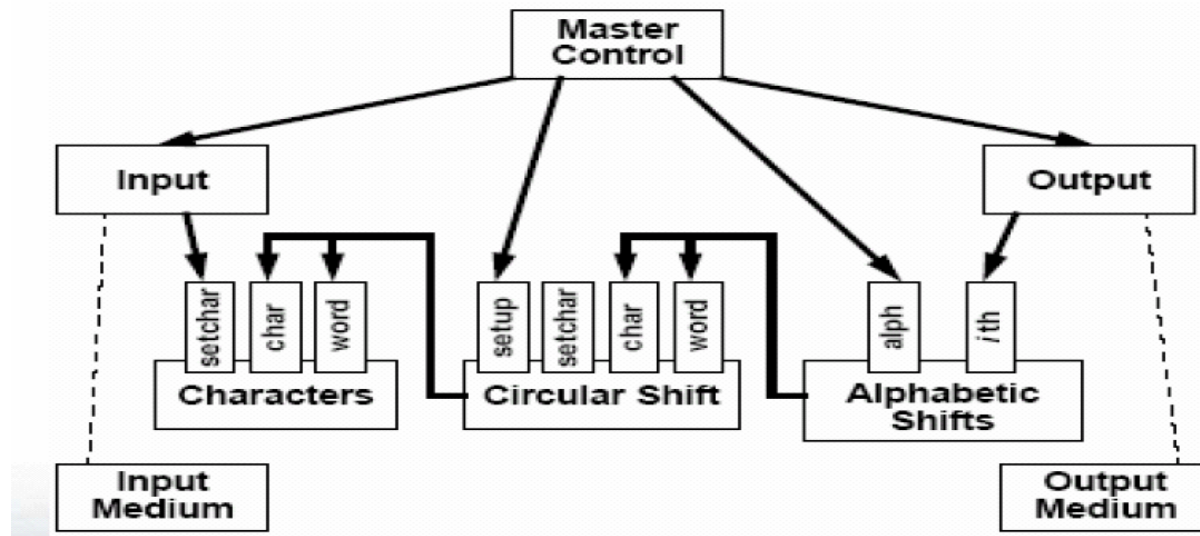 Master
Control
Input
Output
setchar
char
word
setup
setchar
char
word
alph
ith
Characters
Circular Shift
Alphabetic
Shifts
Input
Medium
Output
Medium